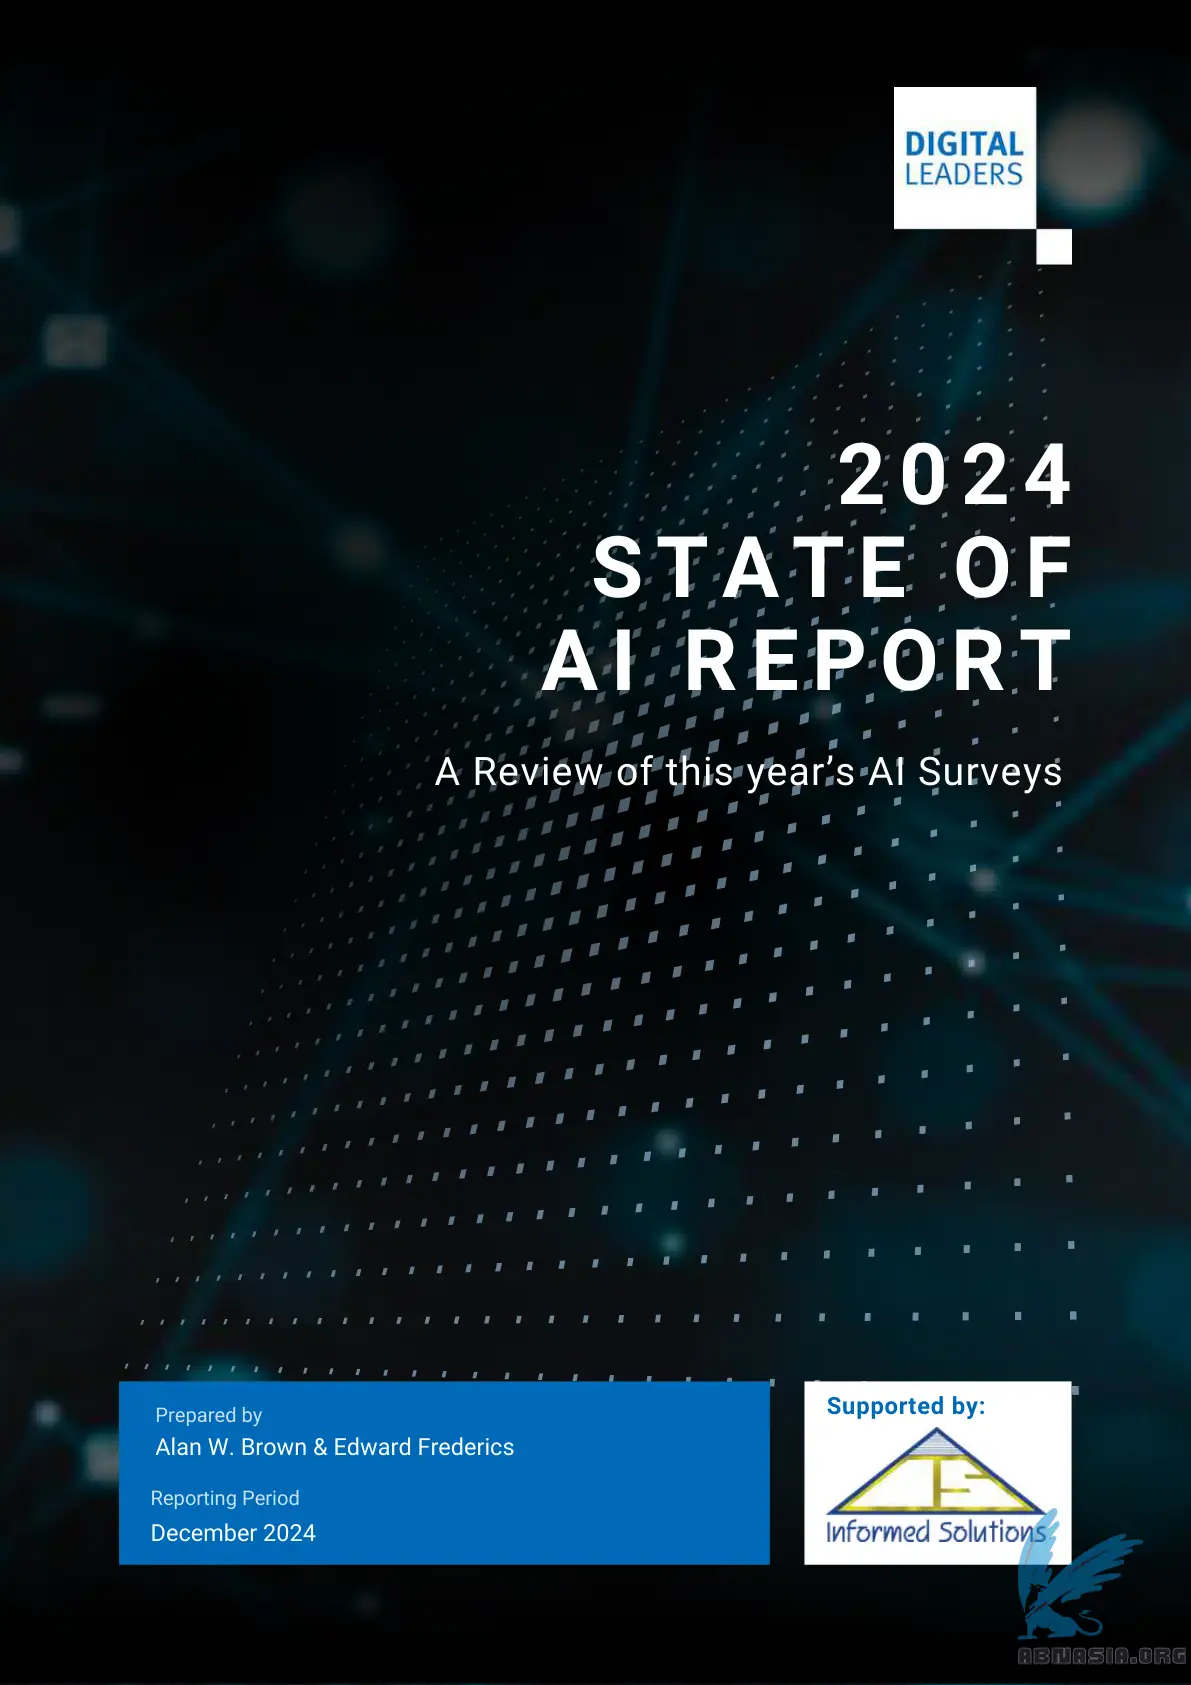 DIGITAL
LEADERS
2024
STATE OF
AI REPORT
A Review of this year's AI Surveys
Prepared by
Alan W. Brown & Edward Frederics
Reporting Period
December 2024
Supported by:
Informed Solutions
ABNASIA.ORG